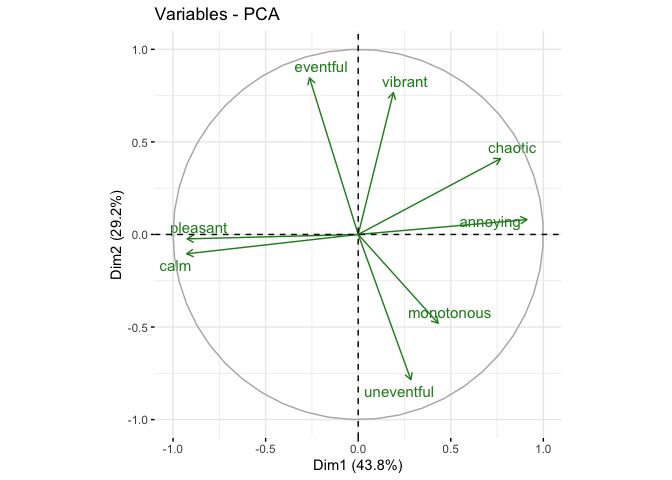 Variables - PCA
1.0
eventful
vibrant
0.5
chaotic
pleasant
annoying
0.0
calm
monotonous
-0.5
uneventful
-1.0
-1.0
-0.5
0.0
0.5
1.0
Dim1 (43.8%)
Dim2 (29.2%)